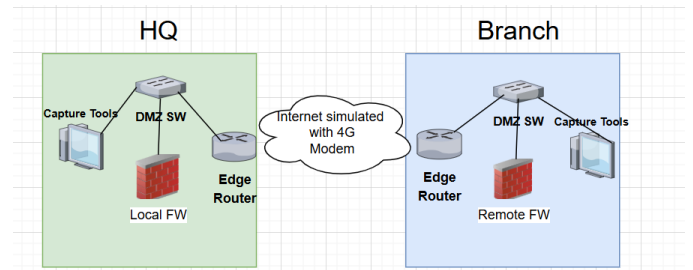 HQ
Branch
Capture Tools
DMZ SW
Edge
Router
Local FW
Internet simulated
with 4G
Modem
DMZ SW
Capture Tools
Edge
Router
Remote FW